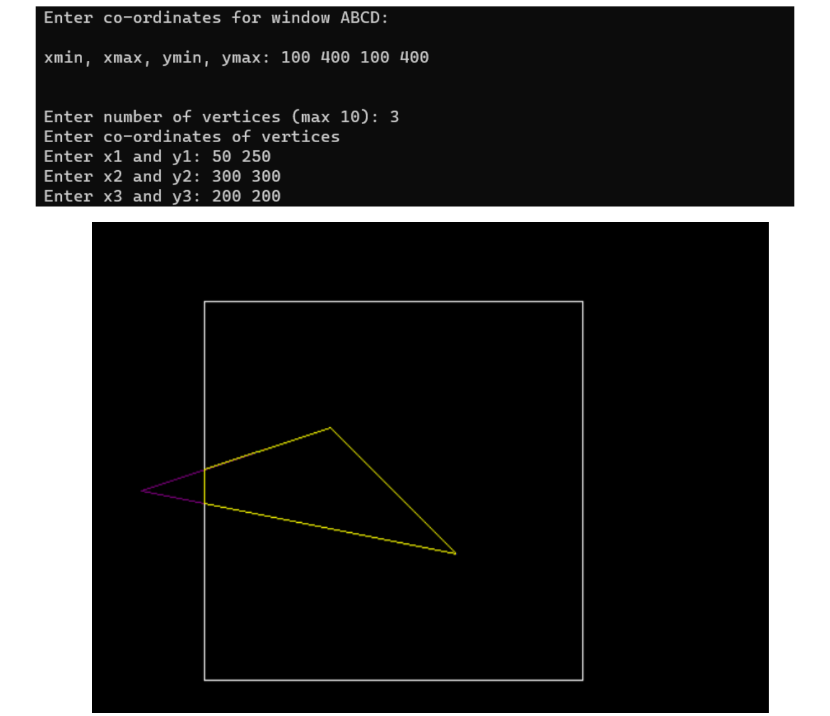 Enter co-ordinates for window ABCD:
xmin, xmax, ymin, ymax: 100 400 100 400
Enter number of vertices (max 10): 3
Enter co-ordinates of vertices
Enter x1 and y1: 50 250
Enter x2 and y2: 300 300
Enter x3 and y3: 200 200